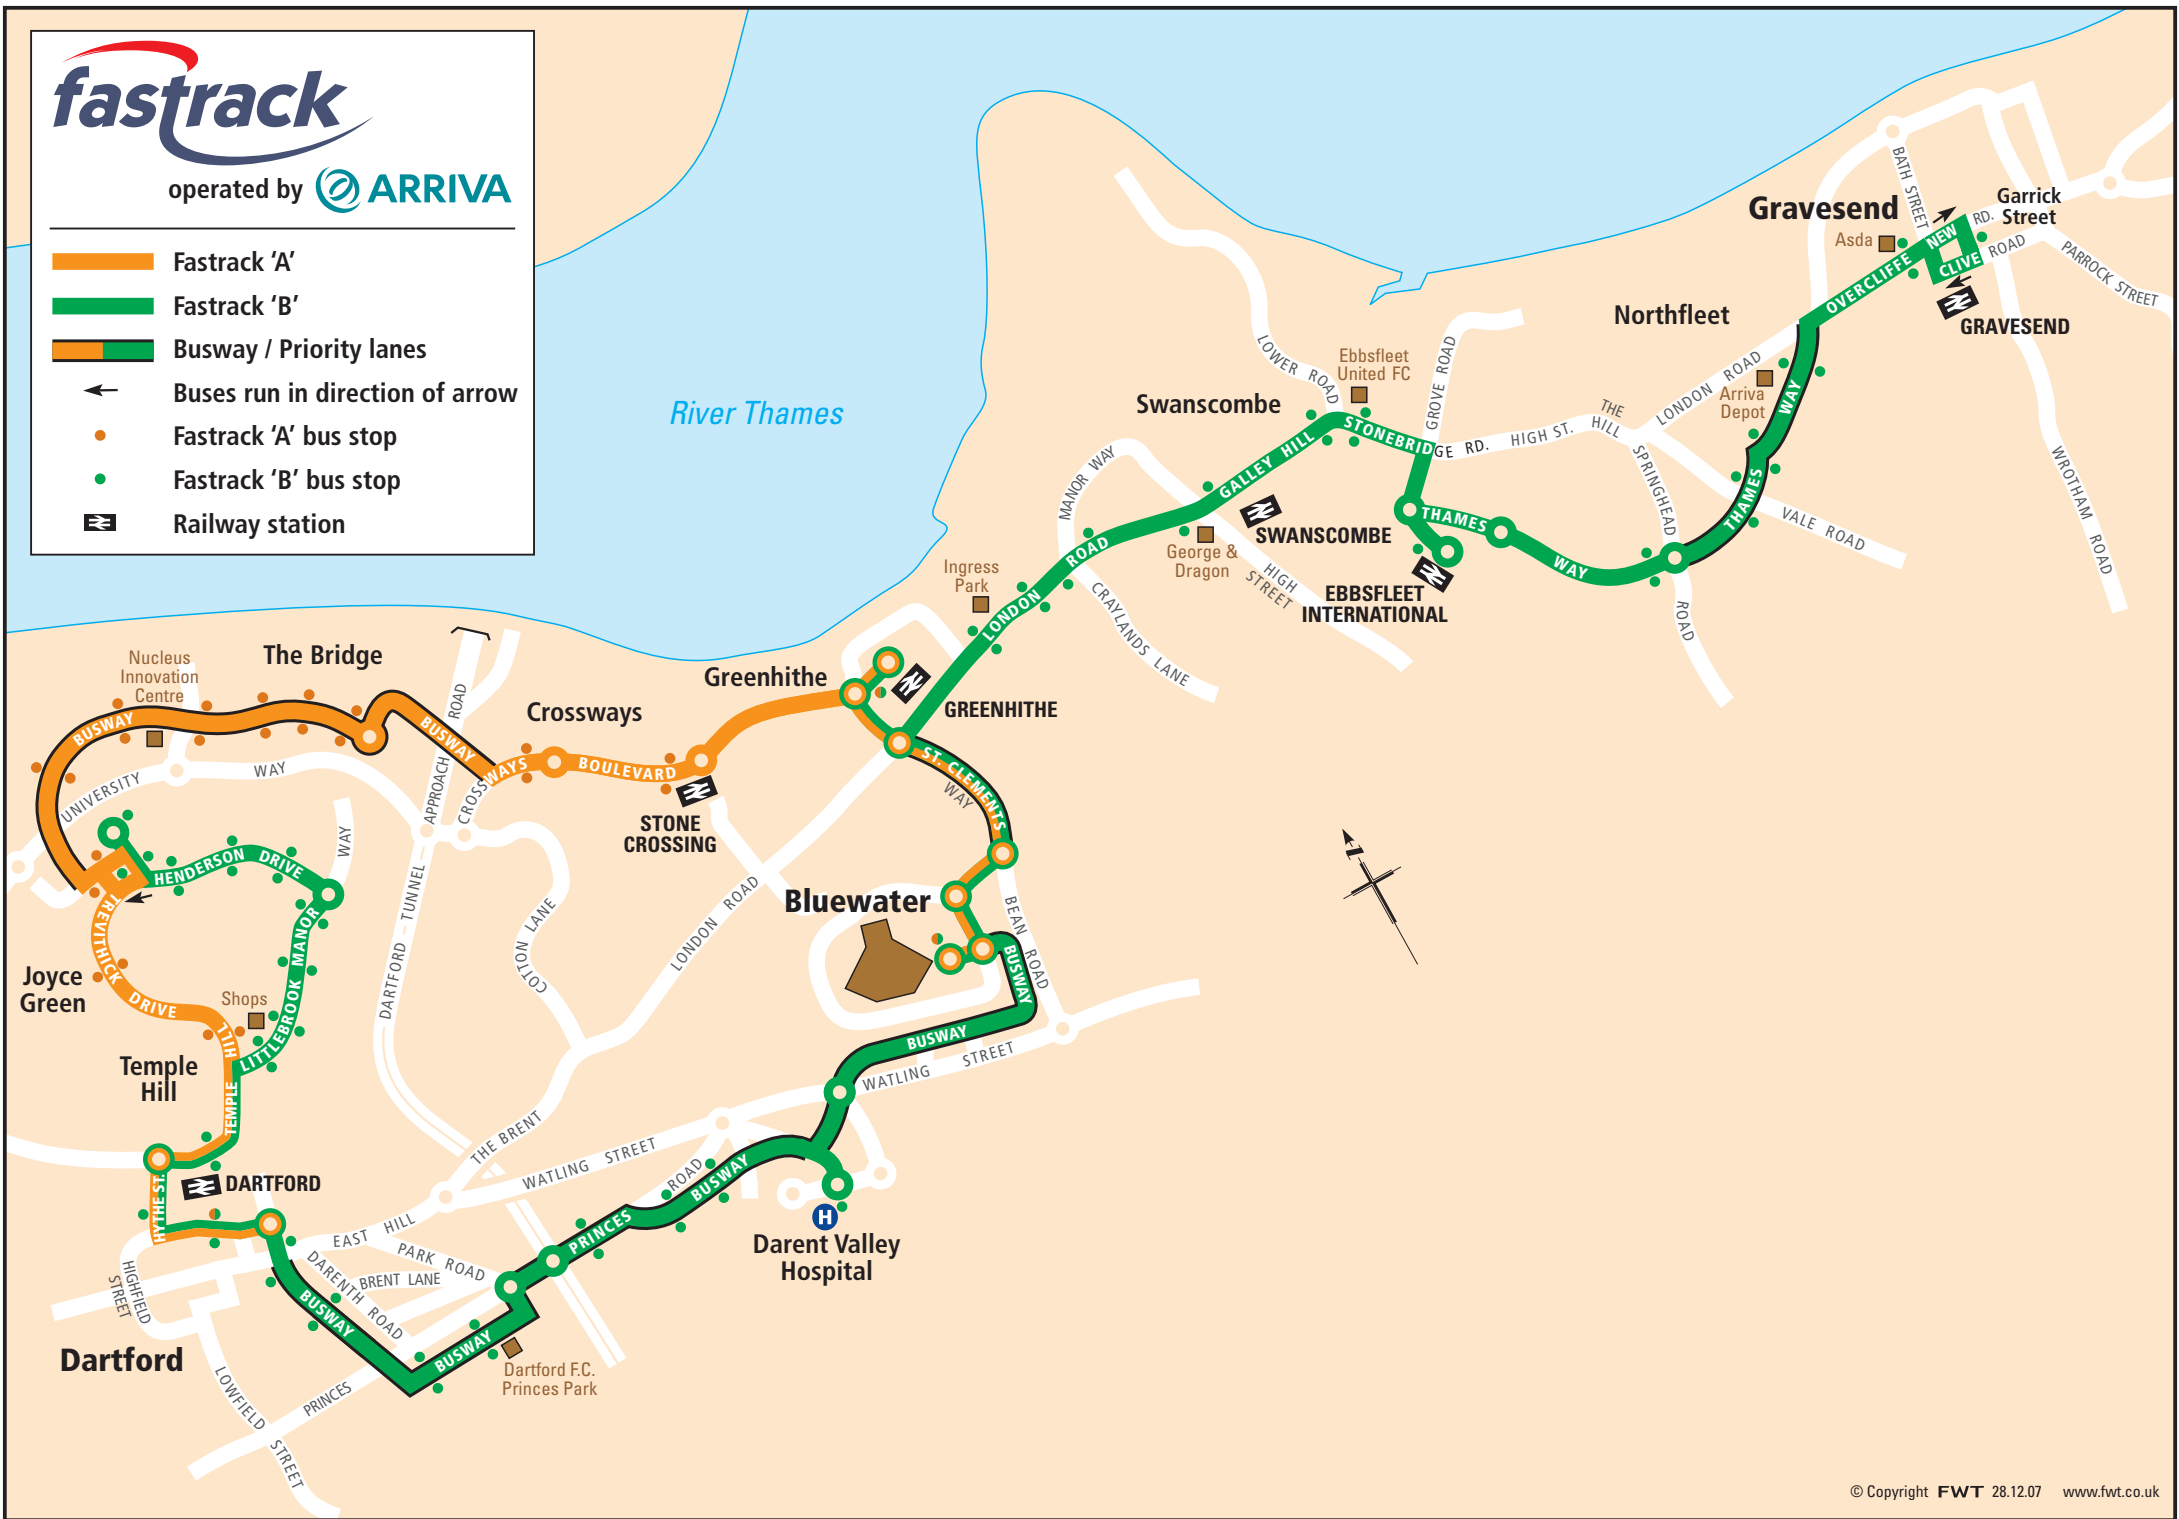 fastrack
operated by ARRIVA
Fastrack ‘A’
Fastrack ‘B’
Busway / Priority lanes
Buses run in direction of arrow
Fastrack ‘A’ bus stop
Fastrack ‘B’ bus stop
Railway station
River Thames
Gravesend
Asda
BATH STREET
Garrick
Street
NEW
RD.
CLIVE
ROAD
PARROCK STREET
OVERCLIFFE
GRAVESEND
WROTHAM ROAD
Northfleet
LONDON ROAD
Arriva
Depot
THE
HILL
WAY
THAMES
VALE ROAD
SPRINGHEAD
ROAD
HIGH ST.
GROVE ROAD
Ebbsfleet
United FC
LOWER ROAD
STONEBRIDGE RD.
Swanscombe
GALLEY HILL
SWANSCOMBE
THAMES
WAY
EBBSFLEET
INTERNATIONAL
MANOR WAY
George &
Dragon
HIGH
STREET
CRAYLANDS LANE
Ingress
Park
LONDON
ROAD
Greenhithe
GREENHITHE
ST. CLEMENTS
WAY
The Bridge
Nucleus
Innovation
Centre
BUSWAY
BUSWAY
APPROACH ROAD
Crossways
CROSSWAYS
BOULEVARD
STONE
CROSSING
UNIVERSITY
WAY
HENDERSON DRIVE
WAY
LITTLEBROOK MANOR
TREVITHICK
DRIVE
Joyce
Green
Shops
Temple
Hill
TEMPLE
HILL
DARTFORD
HYTHE ST.
DARTFORD - TUNNEL
COTTON LANE
LONDON ROAD
Bluewater
BEAN ROAD
BUSWAY
BUSWAY
WATLING STREET
THE BRENT
WATLING STREET
ROAD
BUSWAY
PRINCES
H
Darent Valley
Hospital
EAST HILL
PARK ROAD
BRENT LANE
DARENTH ROAD
HIGHFIELD
STREET
BUSWAY
BUSWAY
Dartford F.C.
Princes Park
Dartford
PRINCES
LOWFIELD STREET
© Copyright FWT 28.12.07 www.fwt.co.uk